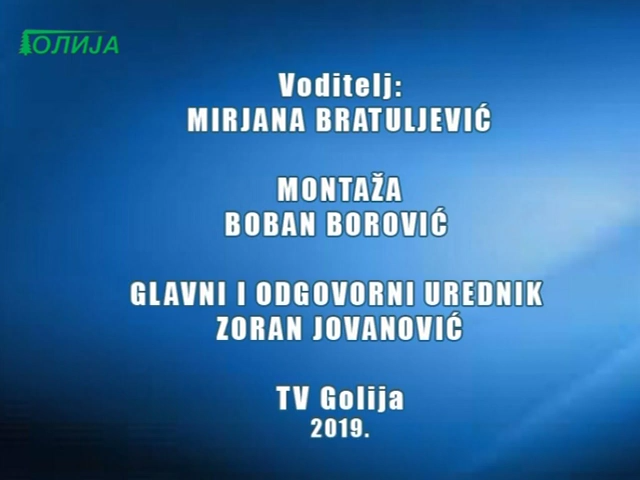 ГОЛИЈА
Voditelj:
MIRJANA BRATULJEVIĆ
MONTAŽA
BOBAN BOROVIĆ
GLAVNI I ODGOVORNI UREDNIK
ZORAN JOVANOVIĆ
TV Golija
2019.